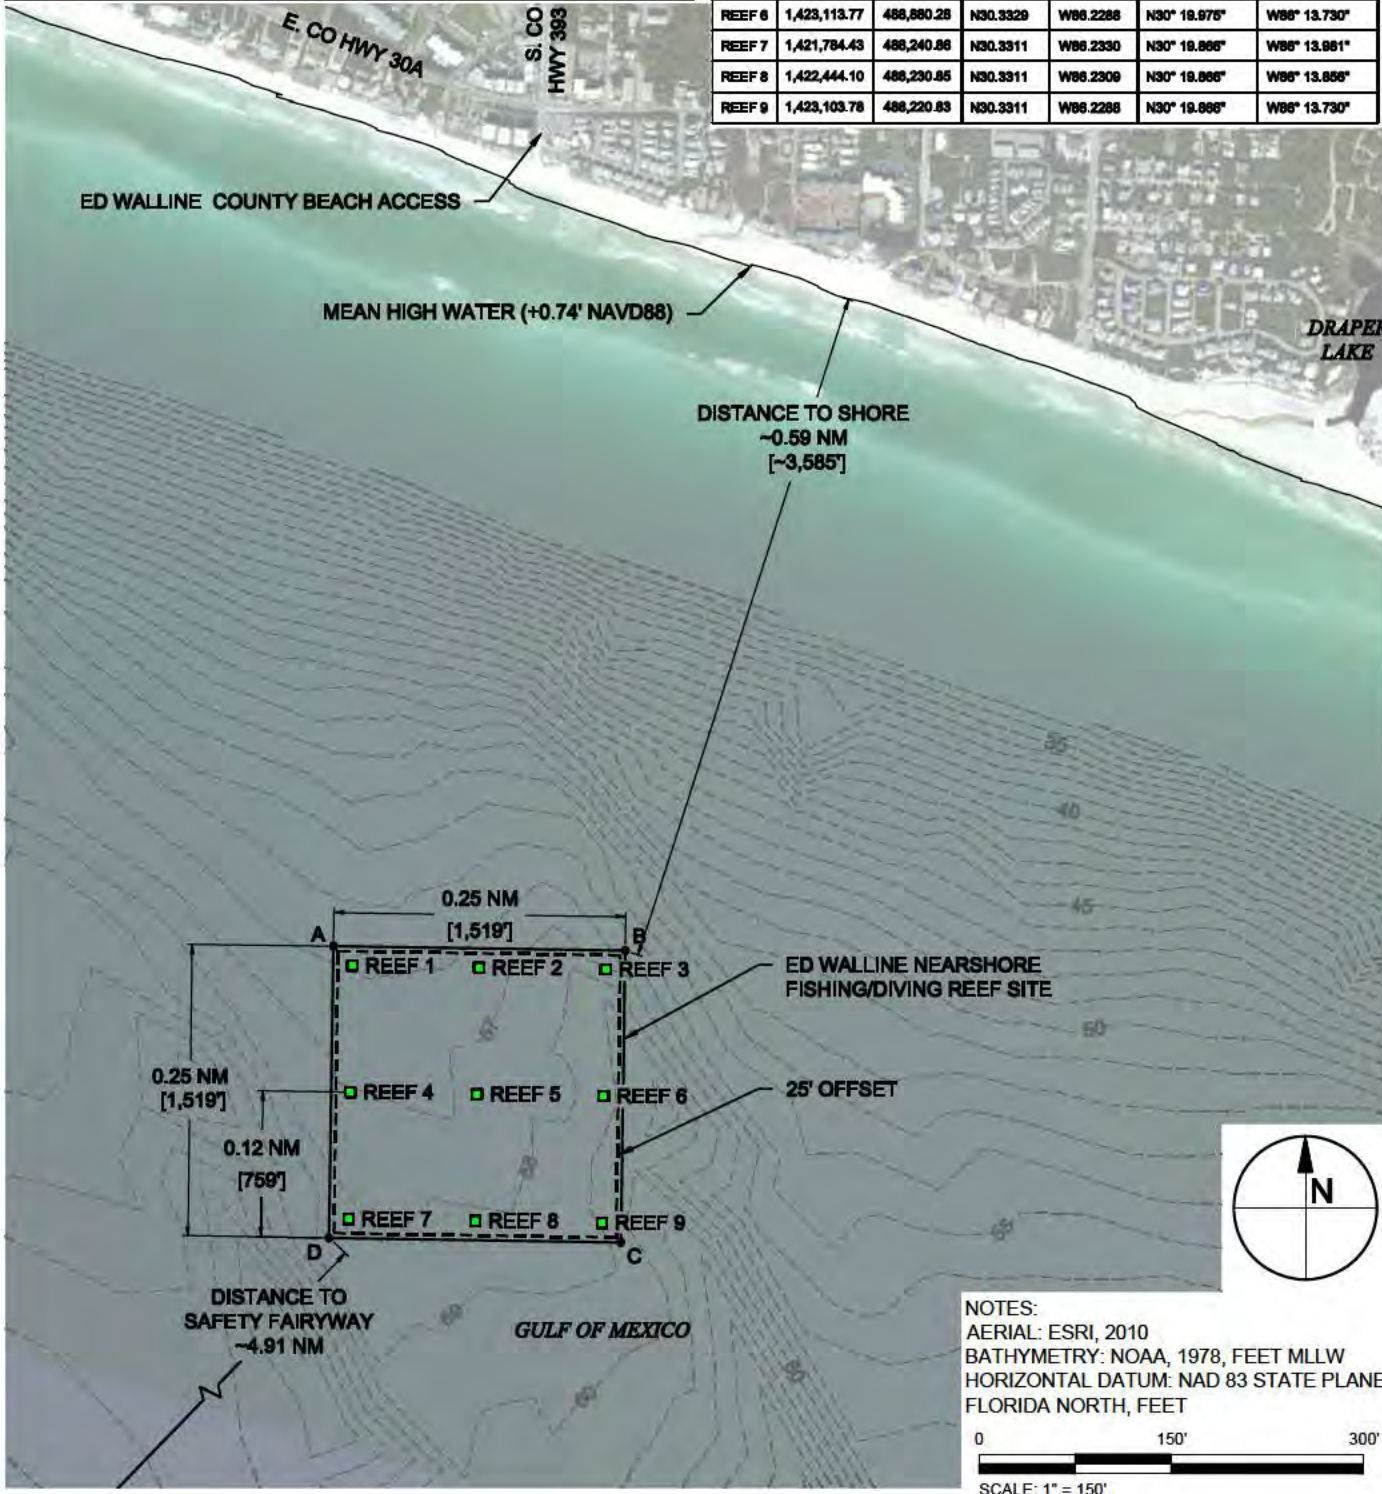 REEF 6 1,423,113.77 488,880.28 N30.3329 W86.2288 N30° 19.975" W86° 13.730"
REEF 7 1,421,784.43 488,240.86 N30.3311 W86.2330 N30° 19.866" W86° 13.981"
REEF 8 1,422,444.10 488,230.85 N30.3311 W86.2309 N30° 19.866" W86° 13.856"
REEF 9 1,423,103.78 488,220.83 N30.3311 W86.2288 N30° 19.866" W86° 13.730"
E. CO HWY 30A
S. CO
HWY 393
ED WALLINE COUNTY BEACH ACCESS
MEAN HIGH WATER (+0.74' NAVD88)
DRAPER
LAKE
DISTANCE TO SHORE
~0.59 NM
[~3,585']
40
45
50
0.25 NM
[1,519']
A
B
REEF 1
REEF 2
REEF 3
ED WALLINE NEARSHORE
FISHING/DIVING REEF SITE
0.25 NM
[1,519']
REEF 4
REEF 5
REEF 6
25' OFFSET
0.12 NM
[759']
REEF 7
REEF 8
REEF 9
D
C
DISTANCE TO
SAFETY FAIRYWAY
~4.91 NM
GULF OF MEXICO
60
N
NOTES:
AERIAL: ESRI, 2010
BATHYMETRY: NOAA, 1978, FEET MLLW
HORIZONTAL DATUM: NAD 83 STATE PLANE
FLORIDA NORTH, FEET
0 150' 300'
SCALE: 1" = 150'